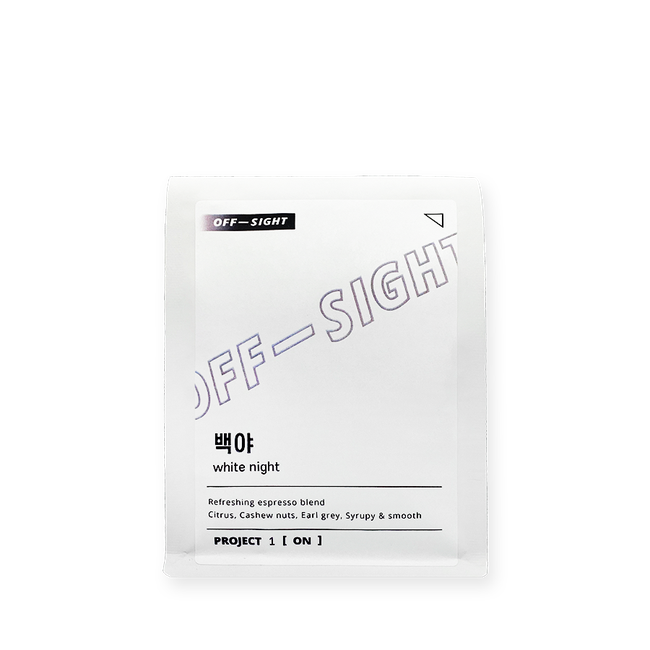 OFF—SIGHT
OFF—SIGHT
백야
white night
Refreshing espresso blend
Citrus, Cashew nuts, Earl grey, Syrupy & smooth
PROJECT 1 [ ON ]